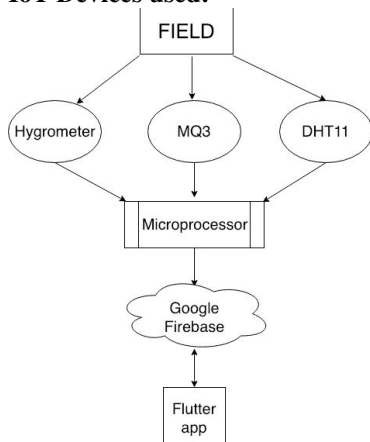 IoT Devices used:
FIELD
Hygrometer
MQ3
DHT11
Microprocessor
Google
Firebase
Flutter
app